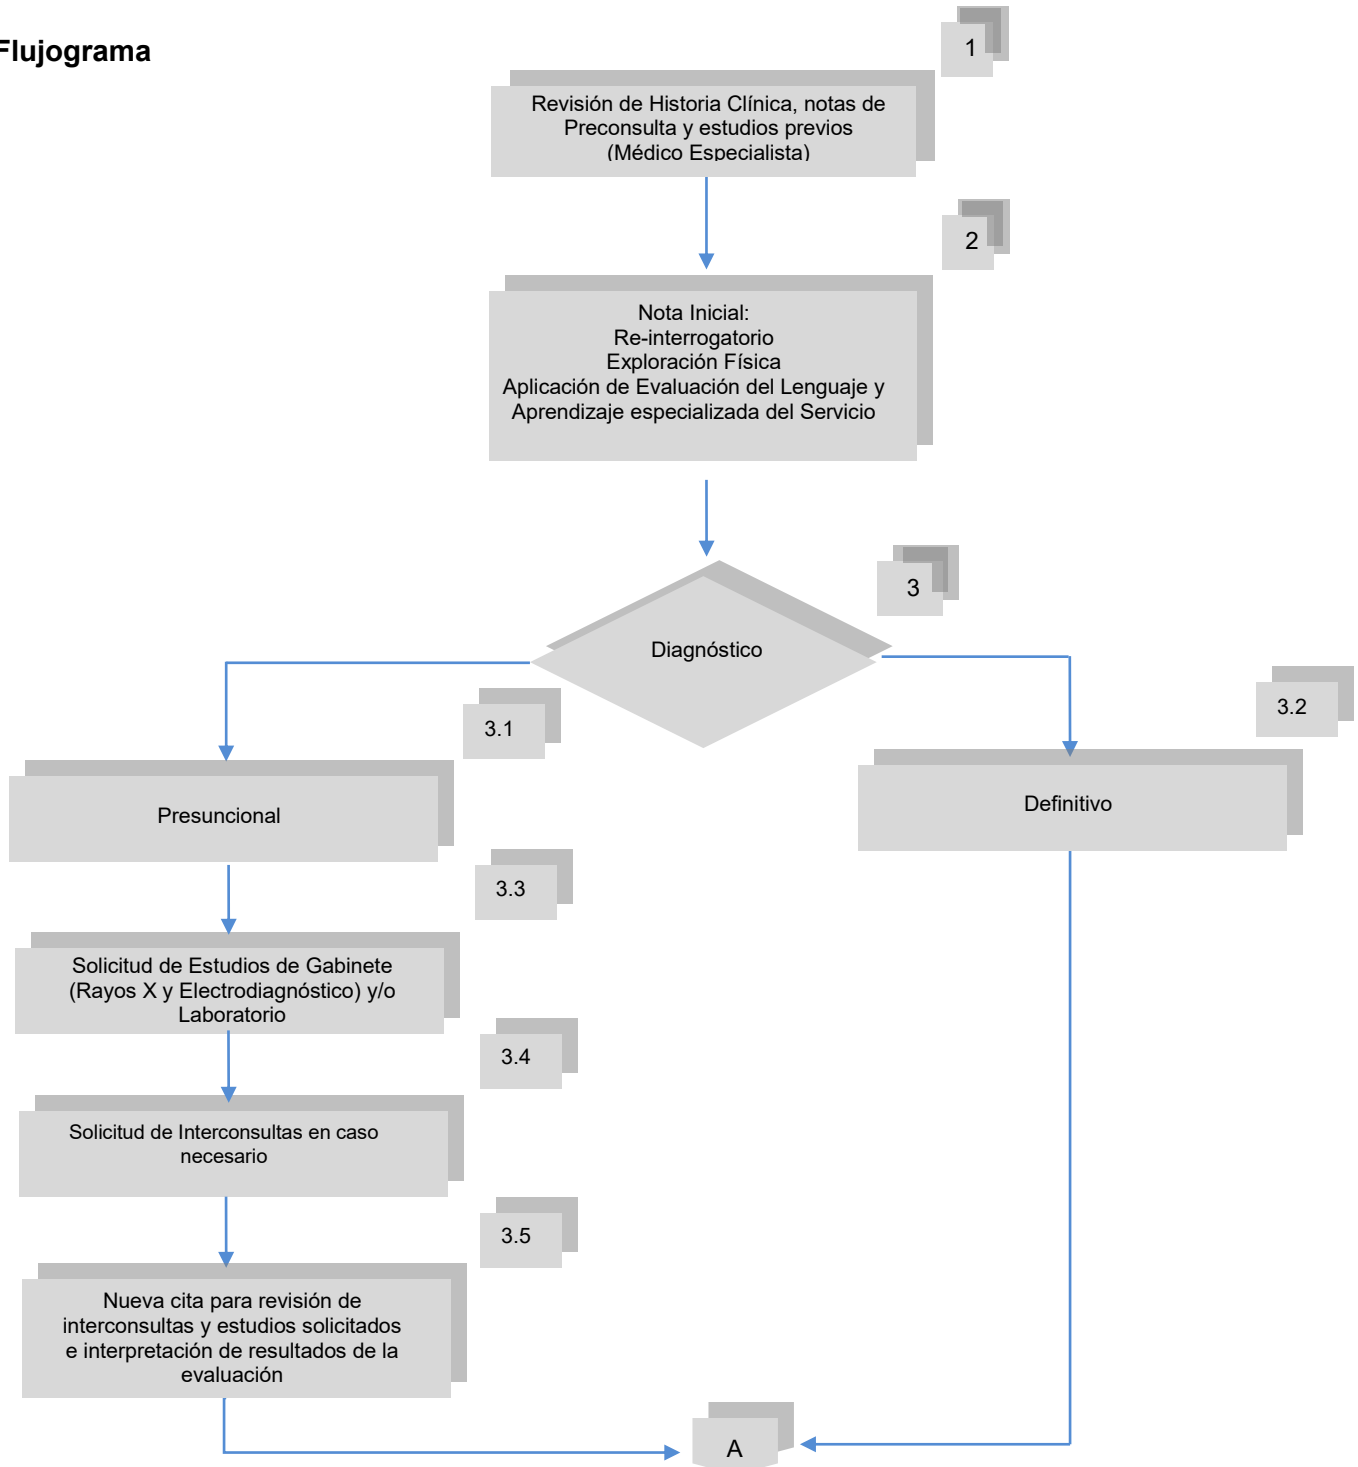 Flujograma
1
Revisión de Historia Clínica, notas de
Preconsulta y estudios previos
(Médico Especialista)
2
Nota Inicial:
Re-interrogatorio
Exploración Física
Aplicación de Evaluación del Lenguaje y
Aprendizaje especializada del Servicio
3
Diagnóstico
3.1
Presuncional
3.2
Definitivo
3.3
Solicitud de Estudios de Gabinete
(Rayos X y Electrodiagnóstico) y/o
Laboratorio
3.4
Solicitud de Interconsultas en caso
necesario
3.5
Nueva cita para revisión de
interconsultas y estudios solicitados
e interpretación de resultados de la
evaluación
A